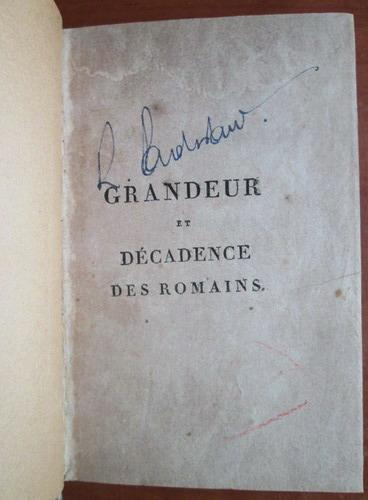 GRANDEUR
ET
DÉCADENCE
DES ROMAINS.